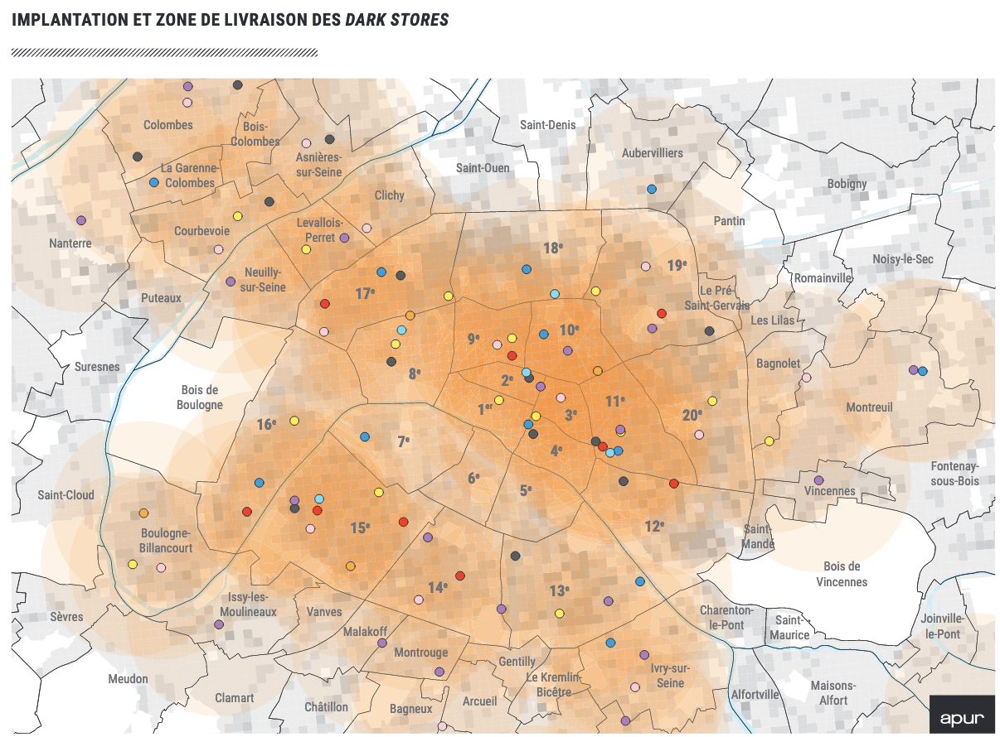 IMPLANTATION ET ZONE DE LIVRAISON DES DARK STORES
Colombes
Bois-
Colombes
Asnières-
sur-Seine
La Garenne-
Colombes
Saint-Denis
Saint-Ouen
Aubervilliers
Bobigny
Clichy
Pantin
Courbevoie
Levallois-
Perret
Nanterre
Noisy-le-Sec
Romainville
18e
19e
Neuilly-
sur-Seine
Puteaux
17e
Le Pré-
Saint-Gervais
Les Lilas
10e
9e
Suresnes
Bagnolet
8e
2e
Bois de
Boulogne
11e
Montreuil
1er
3e
20e
16e
7e
4e
Fontenay-
sous-Bois
6e
5e
Vincennes
Saint-Cloud
15e
12e
Boulogne-
Billancourt
Saint-
Mandé
Bois de
Vincennes
14e
13e
Issy-les-
Moulineaux
Vanves
Sèvres
Charenton-
le-Pont
Saint-
Maurice
Joinville-
le-Pont
Malakoff
Montrouge
Gentilly
Le Kremlin-
Bicêtre
Ivry-sur-
Seine
Meudon
Clamart
Châtillon
Bagneux
Arcueil
Alfortville
Maisons-
Alfort
apur